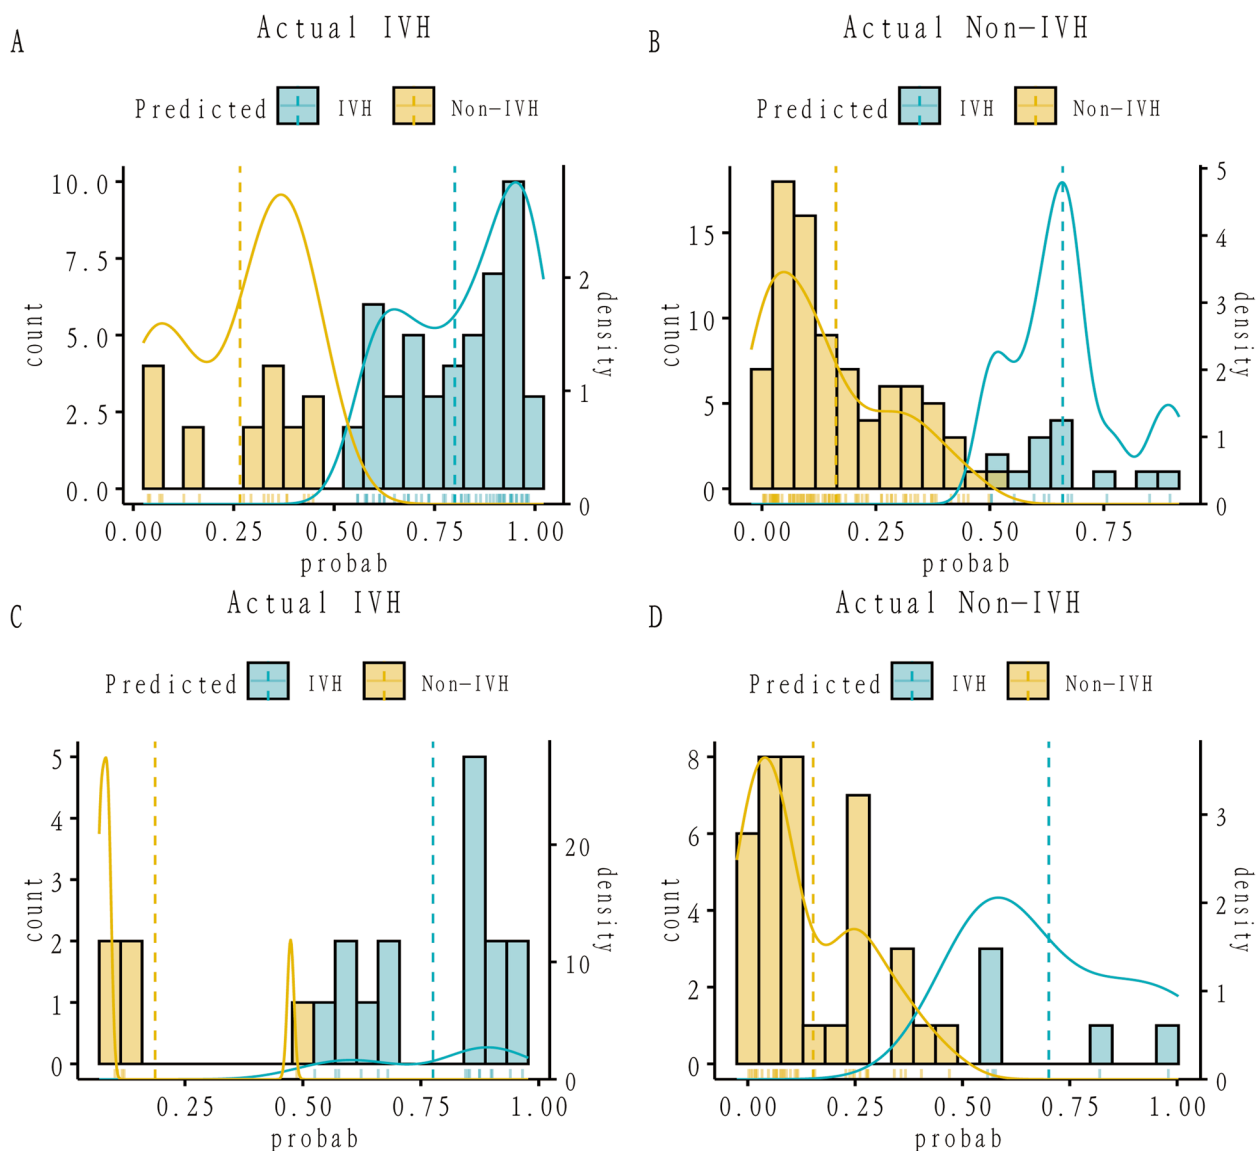 A
Actual IVH
Predicted IVH Non-IVH
10.0
7.5
5.0
2.5
0.0
count
2
1
0
density
0.00 0.25 0.50 0.75 1.00
probab
B
Actual Non-IVH
Predicted IVH Non-IVH
15
10
5
0
count
5
4
3
2
1
0
density
0.00 0.25 0.50 0.75
probab
C
Actual IVH
Predicted IVH Non-IVH
5
4
3
2
1
0
count
20
10
0
density
0.25 0.50 0.75 1.00
probab
D
Actual Non-IVH
Predicted IVH Non-IVH
8
6
4
2
0
count
3
2
1
0
density
0.00 0.25 0.50 0.75 1.00
probab